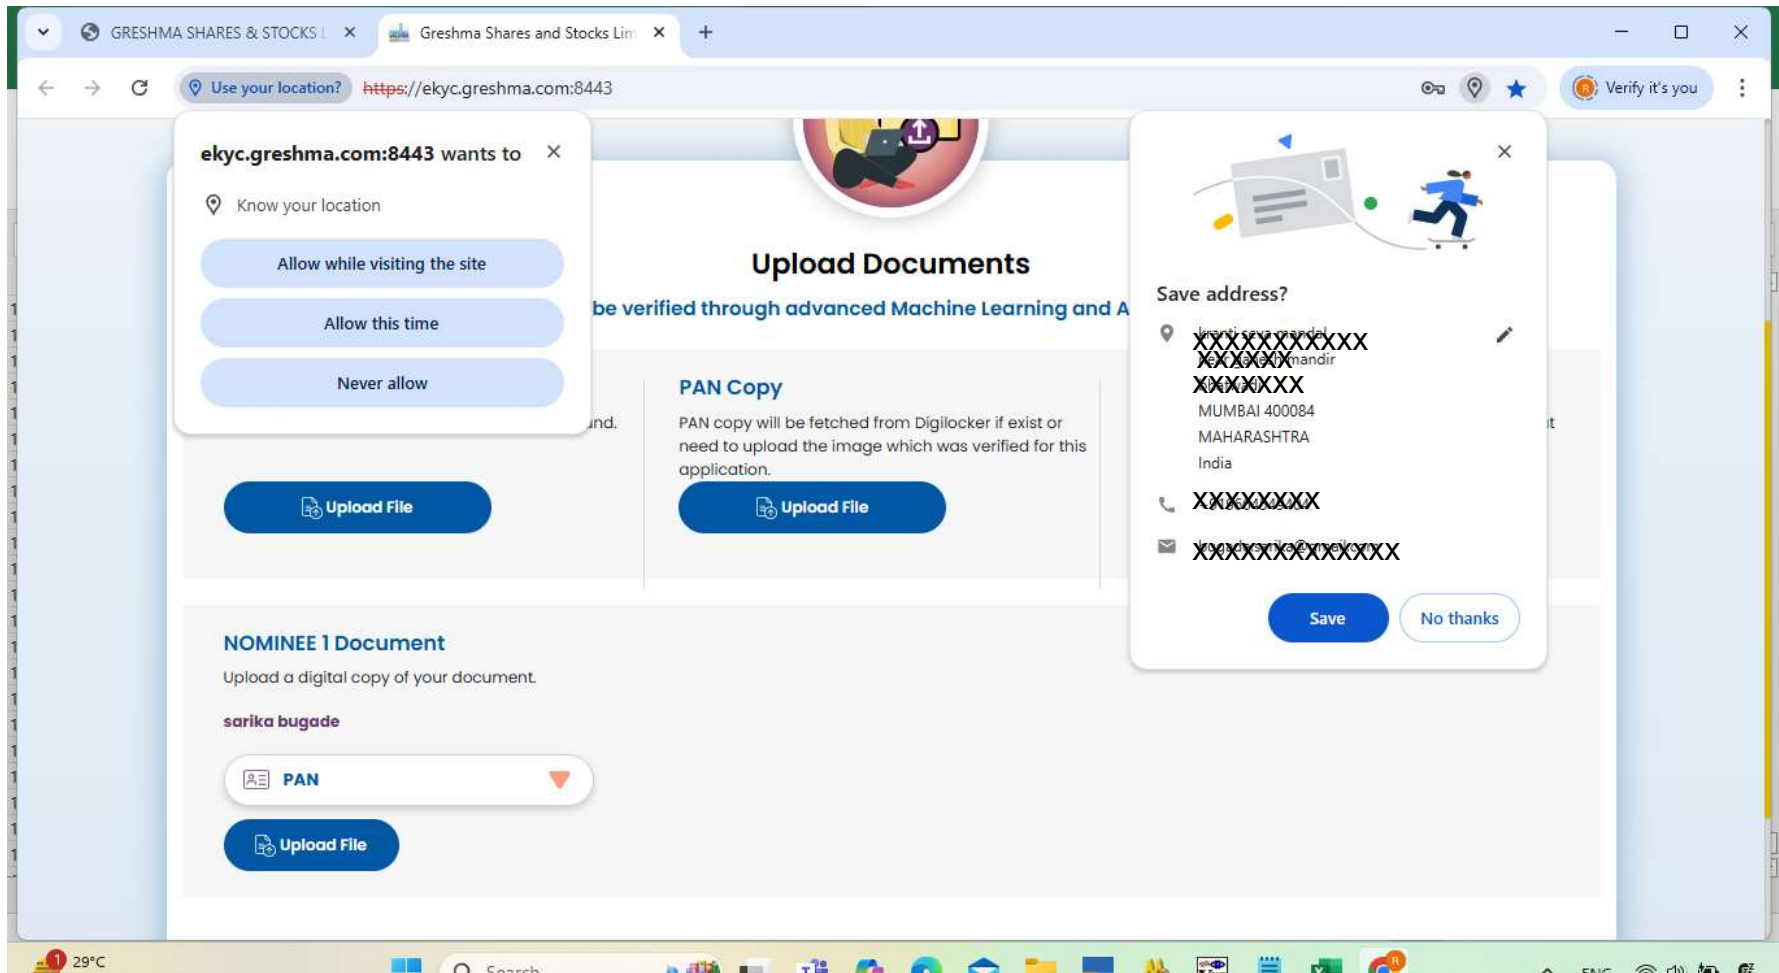 GRESHMA SHARES & STOCKS L
Greshma Shares and Stocks Lim
Use your location?
https://ekyc.greshma.com:8443
Verify it's you
ekyc.greshma.com:8443 wants to
Know your location
Allow while visiting the site
Allow this time
Never allow
Upload Documents
be verified through advanced Machine Learning and A
PAN Copy
PAN copy will be fetched from Digilocker if exist or
need to upload the image which was verified for this
application.
Upload File
Upload File
Save address?
XXXXXXXXXXX
XXXXXX mandir
XXXXXXX
MUMBAI 400084
MAHARASHTRA
India
XXXXXXXX
XXXXXXXXXXXXX
Save
No thanks
NOMINEE 1 Document
Upload a digital copy of your document.
sarika bugade
PAN
Upload File
1
29°C
Search
ENG